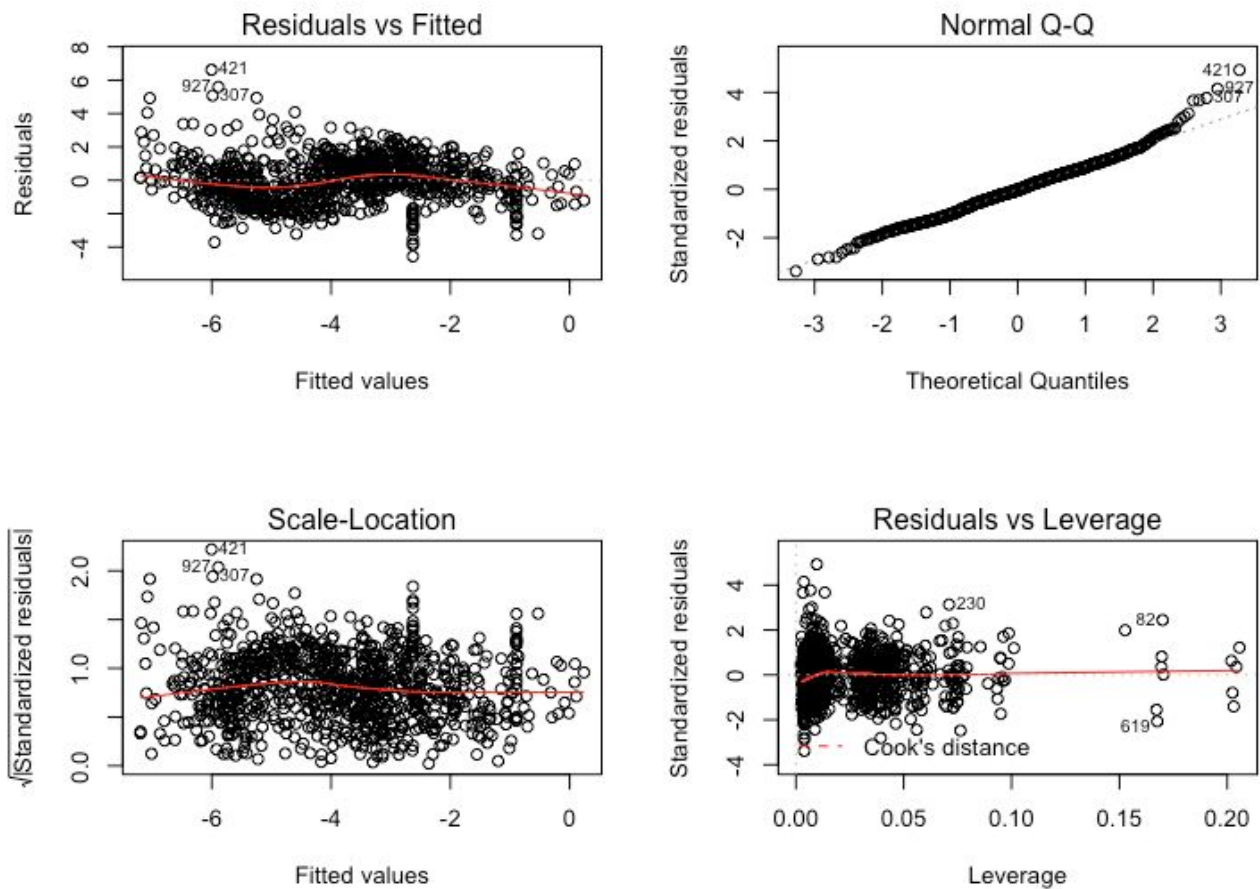 Residuals vs Fitted
Residuals
-4 0 2 4 6 8
421
927
307
-6 -4 -2 0
Fitted values
Normal Q-Q
Standardized residuals
-2 0 2 4
421
927
307
-3 -2 -1 0 1 2 3
Theoretical Quantiles
Scale-Location
√|Standardized residuals|
0.0 1.0 2.0
421
927
307
-6 -4 -2 0
Fitted values
Residuals vs Leverage
Standardized residuals
-4 -2 0 2 4
230
82
619
Cook's distance
0.00 0.05 0.10 0.15 0.20
Leverage